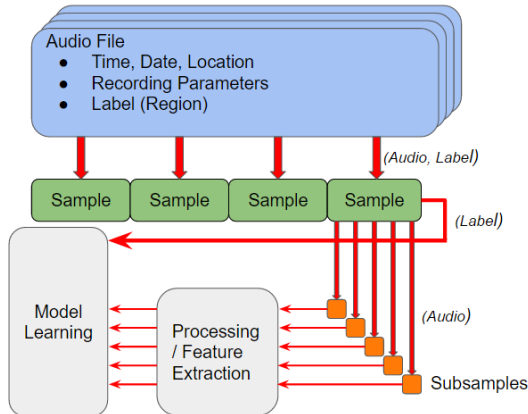 Audio File
● Time, Date, Location
● Recording Parameters
● Label (Region)
(Audio, Label)
Sample Sample Sample Sample
(Label)
Model
Learning
Processing
/ Feature
Extraction
(Audio)
Subsamples